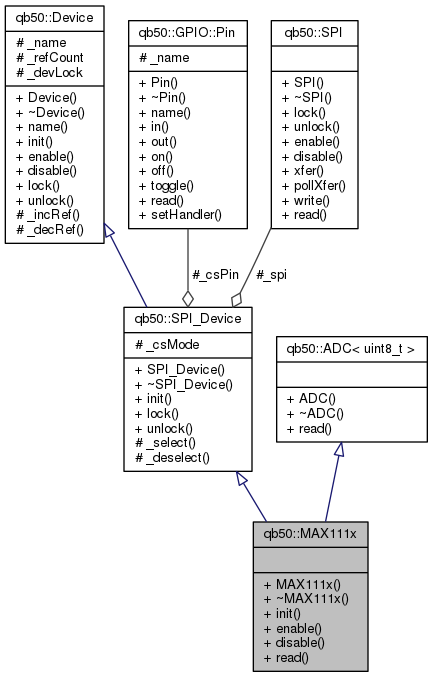 qb50::Device
# _name
# _refCount
# _devLock
+ Device()
+ ~Device()
+ name()
+ init()
+ enable()
+ disable()
+ lock()
+ unlock()
# _incRef()
# _decRef()
qb50::GPIO::Pin
# _name
+ Pin()
+ ~Pin()
+ name()
+ in()
+ out()
+ on()
+ off()
+ toggle()
+ read()
+ setHandler()
qb50::SPI
+ SPI()
+ ~SPI()
+ lock()
+ unlock()
+ enable()
+ disable()
+ xfer()
+ pollXfer()
+ write()
+ read()
#_csPin
#_spi
qb50::SPI_Device
# _csMode
+ SPI_Device()
+ ~SPI_Device()
+ init()
+ lock()
+ unlock()
# _select()
# _deselect()
qb50::ADC< uint8_t >
+ ADC()
+ ~ADC()
+ read()
qb50::MAX111x
+ MAX111x()
+ ~MAX111x()
+ init()
+ enable()
+ disable()
+ read()